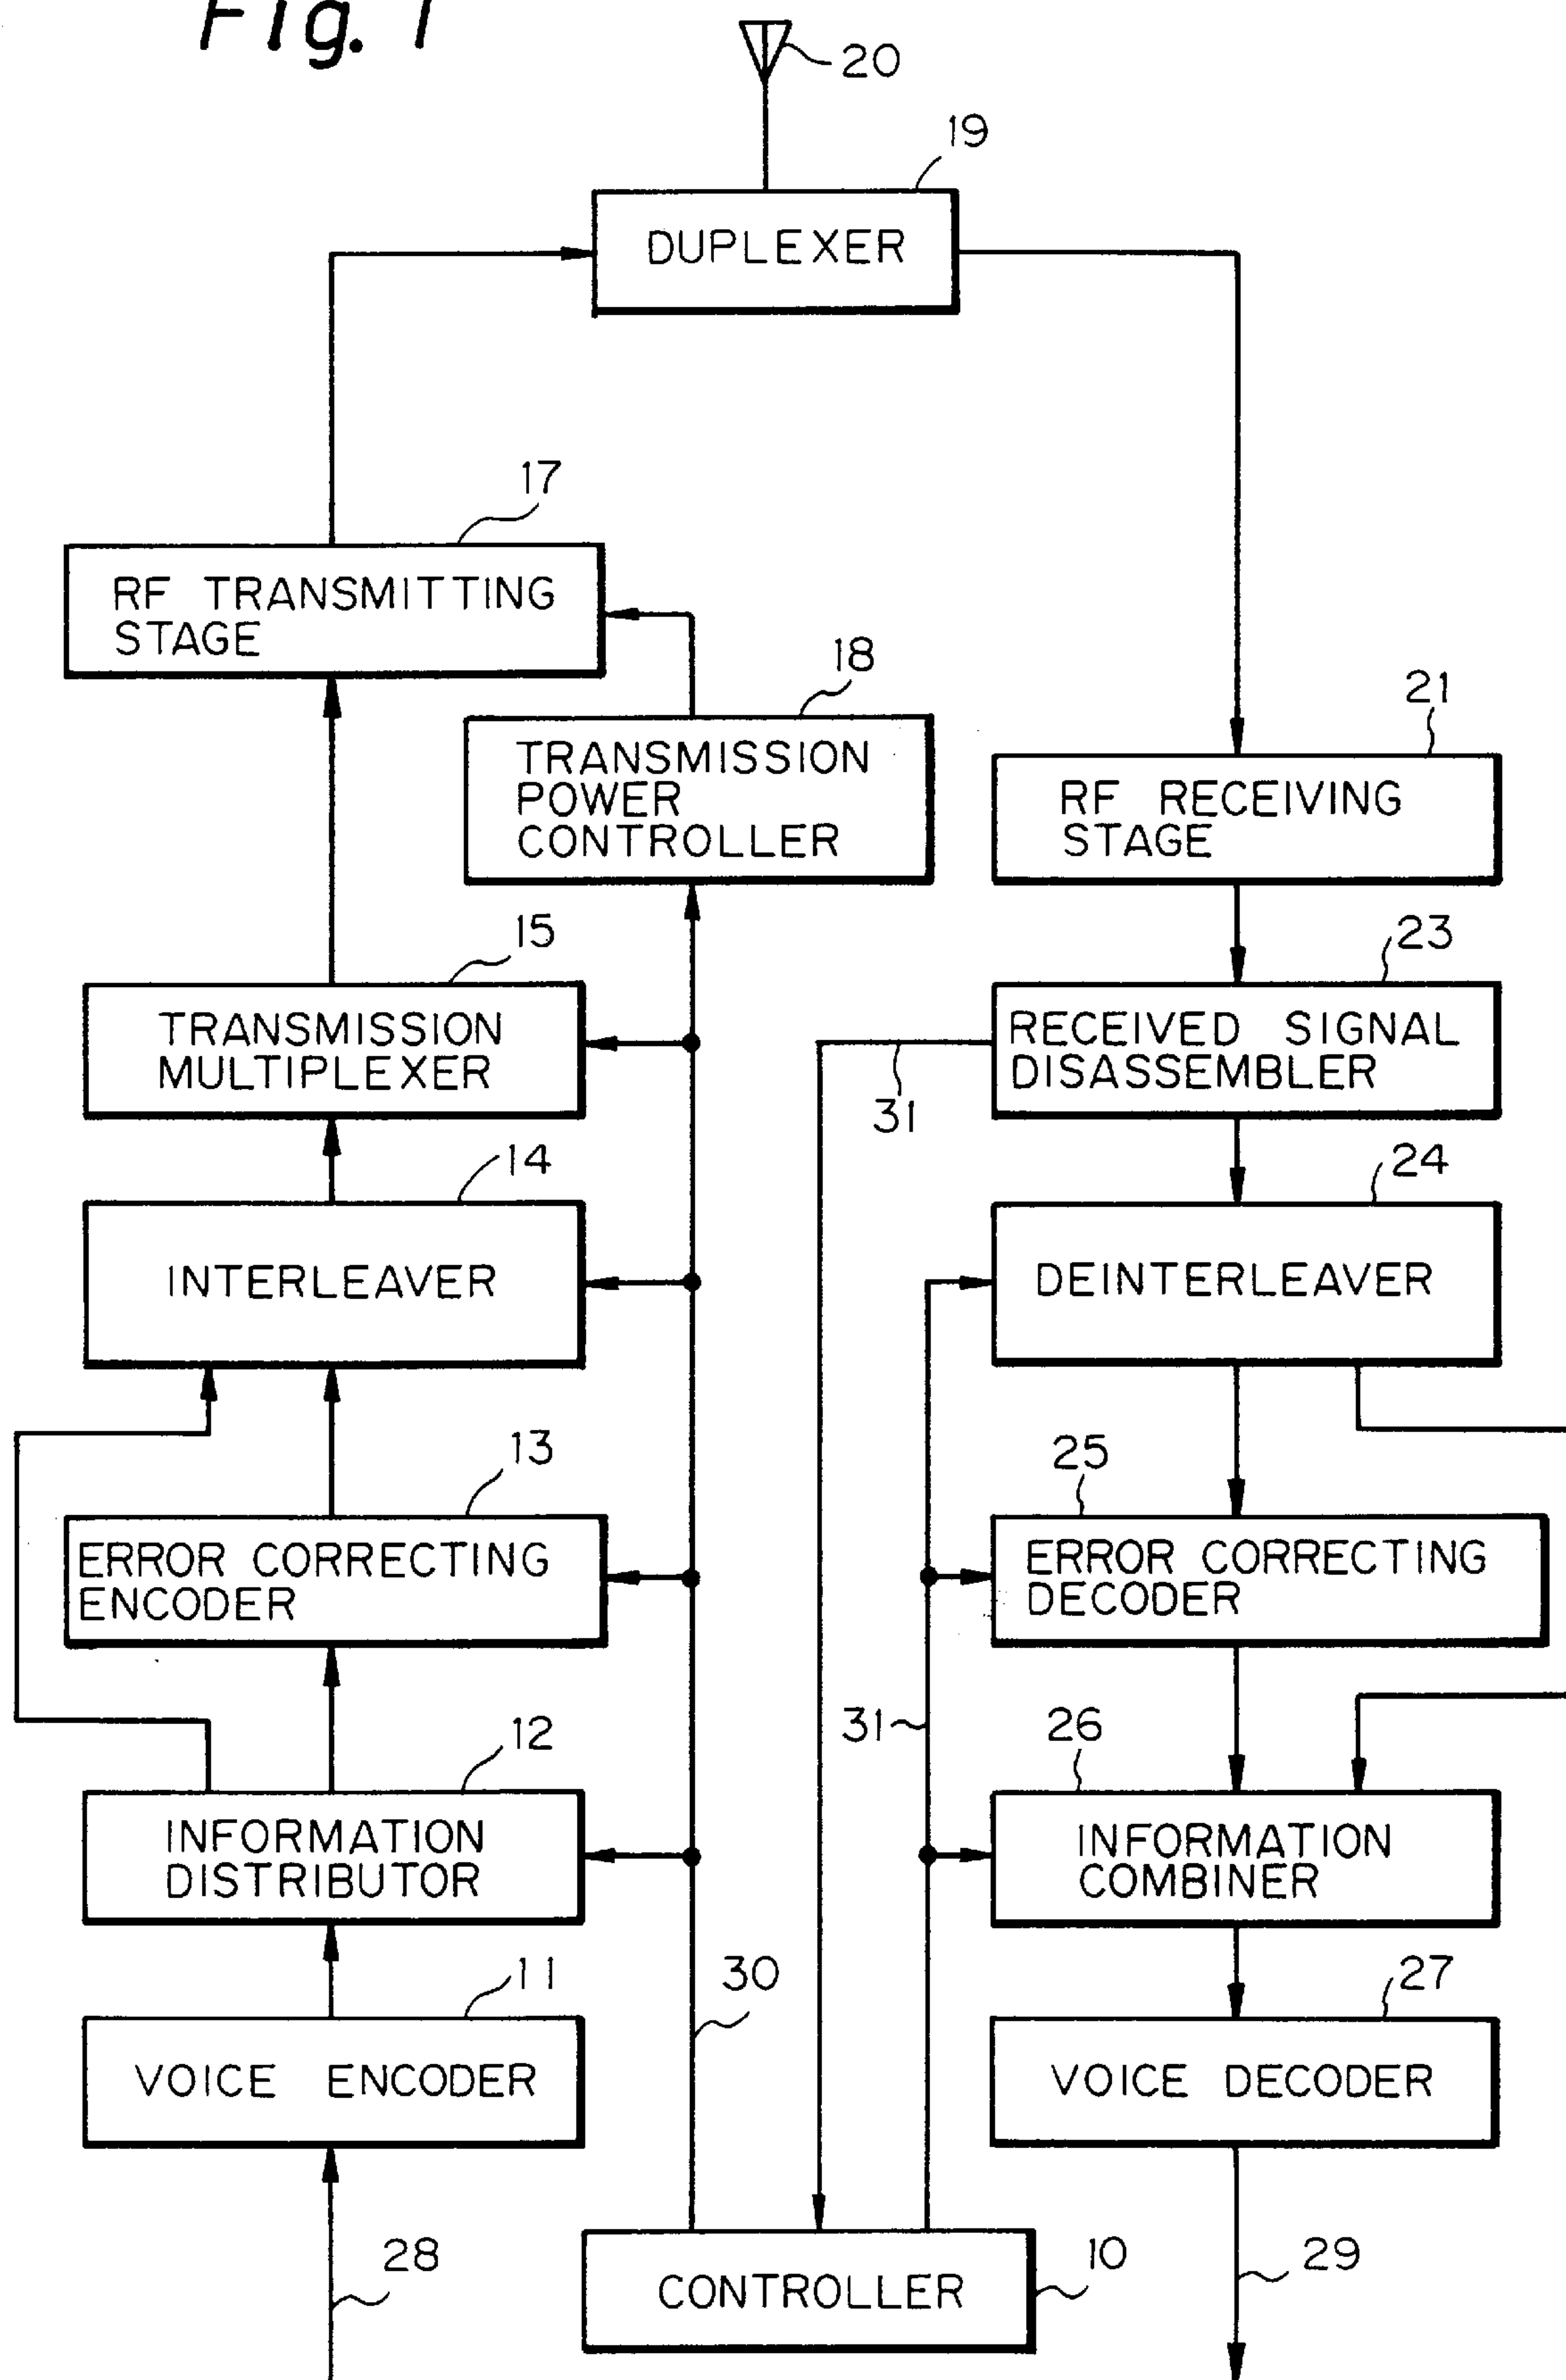 Fig. 1
20
19
DUPLEXER
17
RF TRANSMITTING
STAGE
18
TRANSMISSION
POWER
CONTROLLER
21
RF RECEIVING
STAGE
15
TRANSMISSION
MULTIPLEXER
23
RECEIVED SIGNAL
DISASSEMBLER
31
14
INTERLEAVER
24
DEINTERLEAVER
13
ERROR CORRECTING
ENCODER
25
ERROR CORRECTING
DECODER
12
INFORMATION
DISTRIBUTOR
31
26
INFORMATION
COMBINER
11
VOICE ENCODER
30
27
VOICE DECODER
28
CONTROLLER
10
29